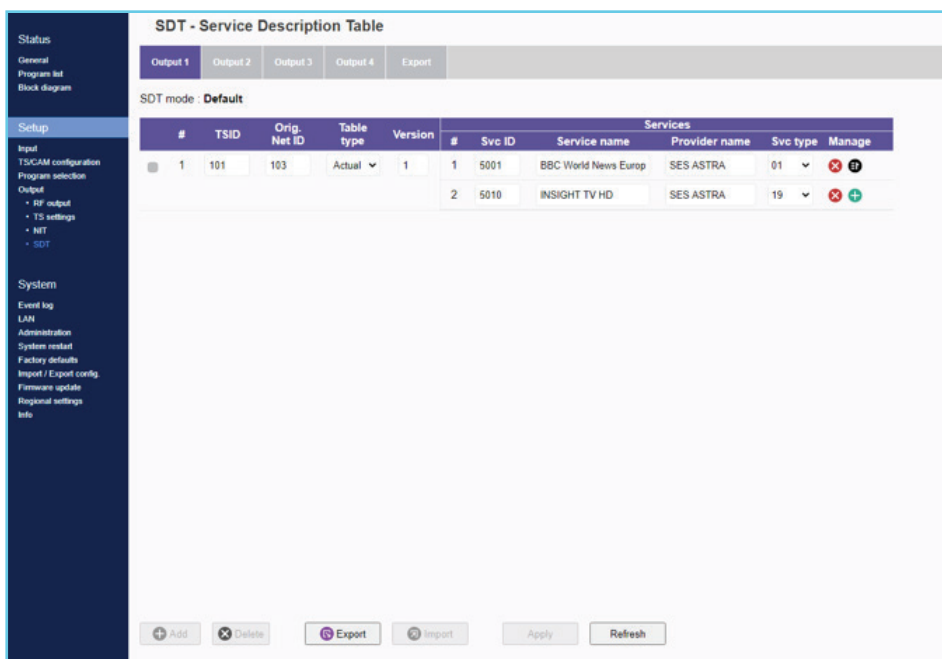 SDT - Service Description Table
Status
General
Program list
Block diagram
Setup
Input
TS/CAM configuration
Program selection
Output
• RF output
• TS settings
• NIT
• SDT
System
Event log
LAN
Administration
System restart
Factory defaults
Import / Export config.
Firmware update
Regional settings
Info
Output 1 Output 2 Output 3 Output 4 Export
SDT mode : Default
# TSID Orig. Net ID Table type Version Services
# Svc ID Service name Provider name Svc type Manage
1 101 103 Actual 1 1 5001 BBC World News Europ SES ASTRA 01
2 5010 INSIGHT TV HD SES ASTRA 19
Add Delete Export Import Apply Refresh